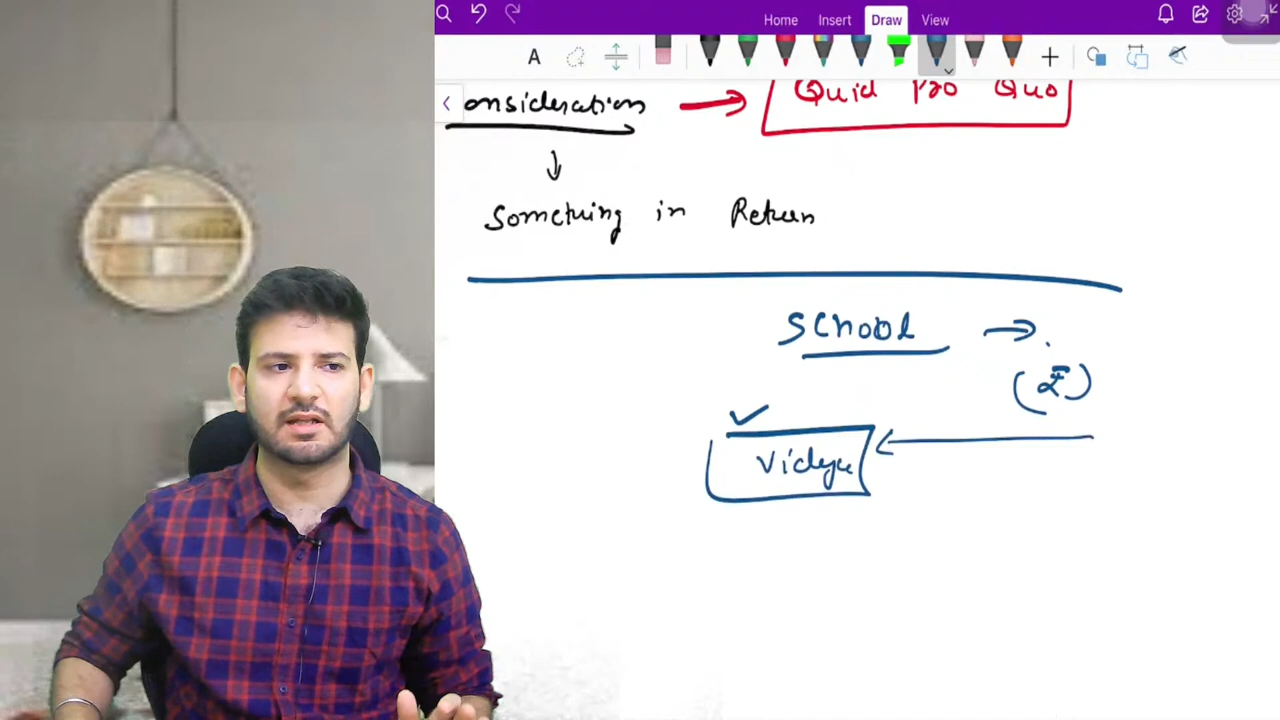 Home Insert Draw View
A
onsideration → Quid Pro Quo
↓
Something in Return
School →
(₹)
✓
Vidya